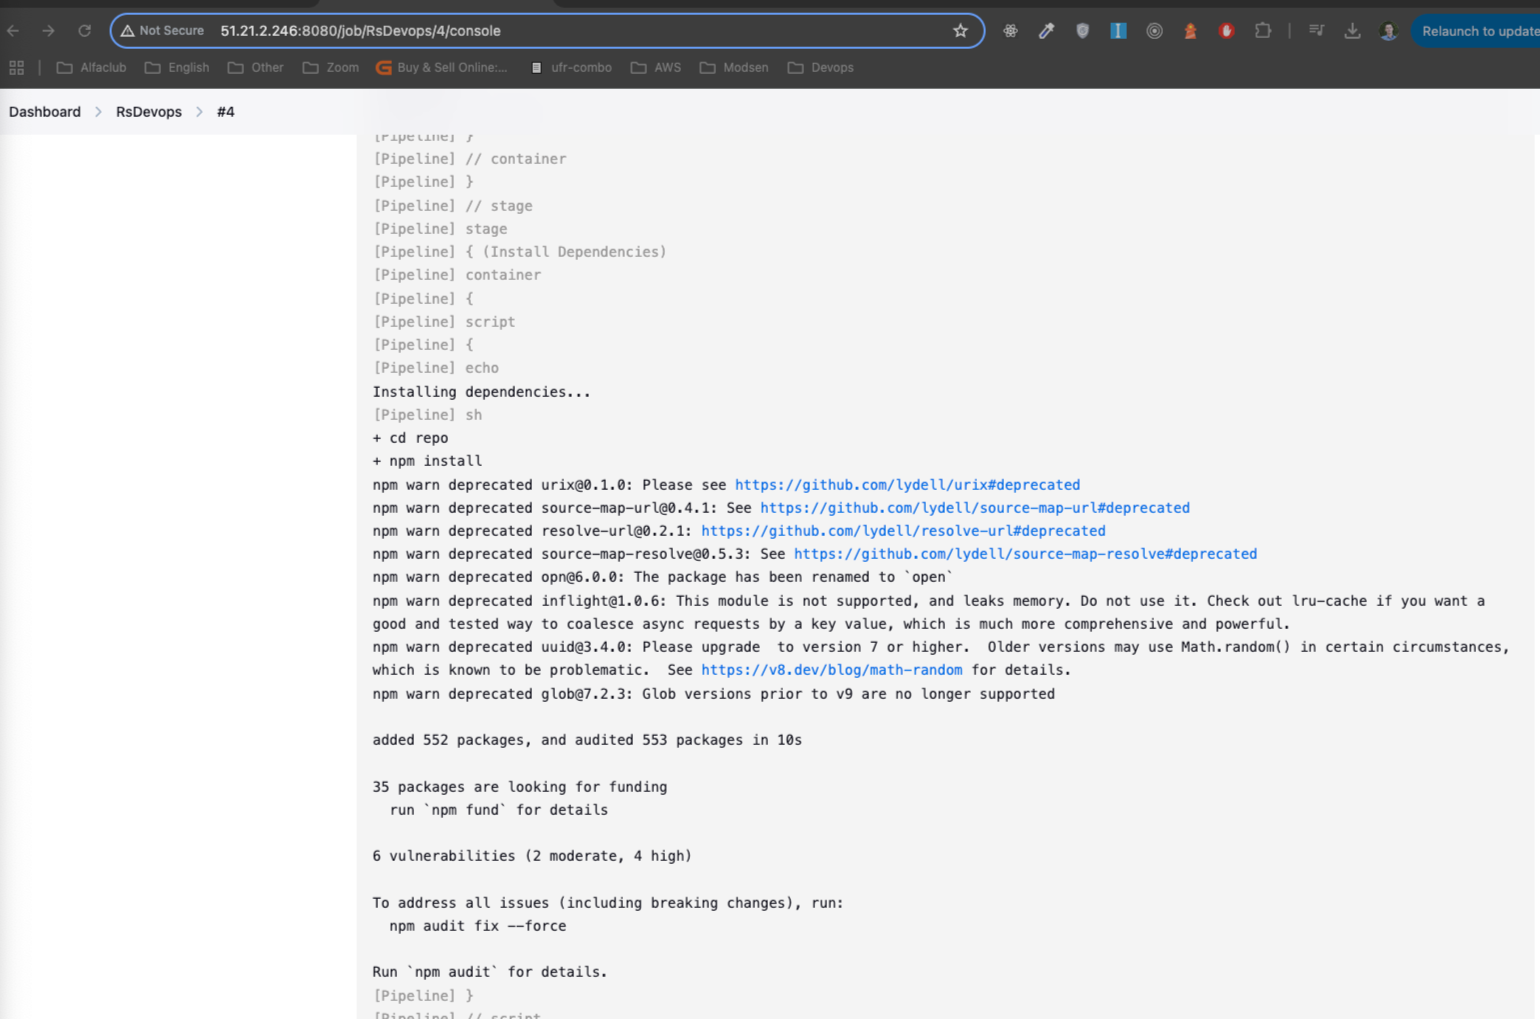 Not Secure 51.21.2.246:8080/job/RsDevops/4/console Relaunch to update
Alfaclub English Other Zoom Buy & Sell Online:... ufr-combo AWS Modsen Devops
Dashboard > RsDevops > #4
[Pipeline] }
[Pipeline] // container
[Pipeline] }
[Pipeline] // stage
[Pipeline] stage
[Pipeline] { (Install Dependencies)
[Pipeline] container
[Pipeline] {
[Pipeline] script
[Pipeline] {
[Pipeline] echo
Installing dependencies...
[Pipeline] sh
+ cd repo
+ npm install
npm warn deprecated urix@0.1.0: Please see https://github.com/lydell/urix#deprecated
npm warn deprecated source-map-url@0.4.1: See https://github.com/lydell/source-map-url#deprecated
npm warn deprecated resolve-url@0.2.1: https://github.com/lydell/resolve-url#deprecated
npm warn deprecated source-map-resolve@0.5.3: See https://github.com/lydell/source-map-resolve#deprecated
npm warn deprecated opn@6.0.0: The package has been renamed to `open`
npm warn deprecated inflight@1.0.6: This module is not supported, and leaks memory. Do not use it. Check out lru-cache if you want a
good and tested way to coalesce async requests by a key value, which is much more comprehensive and powerful.
npm warn deprecated uuid@3.4.0: Please upgrade  to version 7 or higher.  Older versions may use Math.random() in certain circumstances,
which is known to be problematic.  See https://v8.dev/blog/math-random for details.
npm warn deprecated glob@7.2.3: Glob versions prior to v9 are no longer supported
added 552 packages, and audited 553 packages in 10s
35 packages are looking for funding
run `npm fund` for details
6 vulnerabilities (2 moderate, 4 high)
To address all issues (including breaking changes), run:
npm audit fix --force
Run `npm audit` for details.
[Pipeline] }
[Pipeline] // script